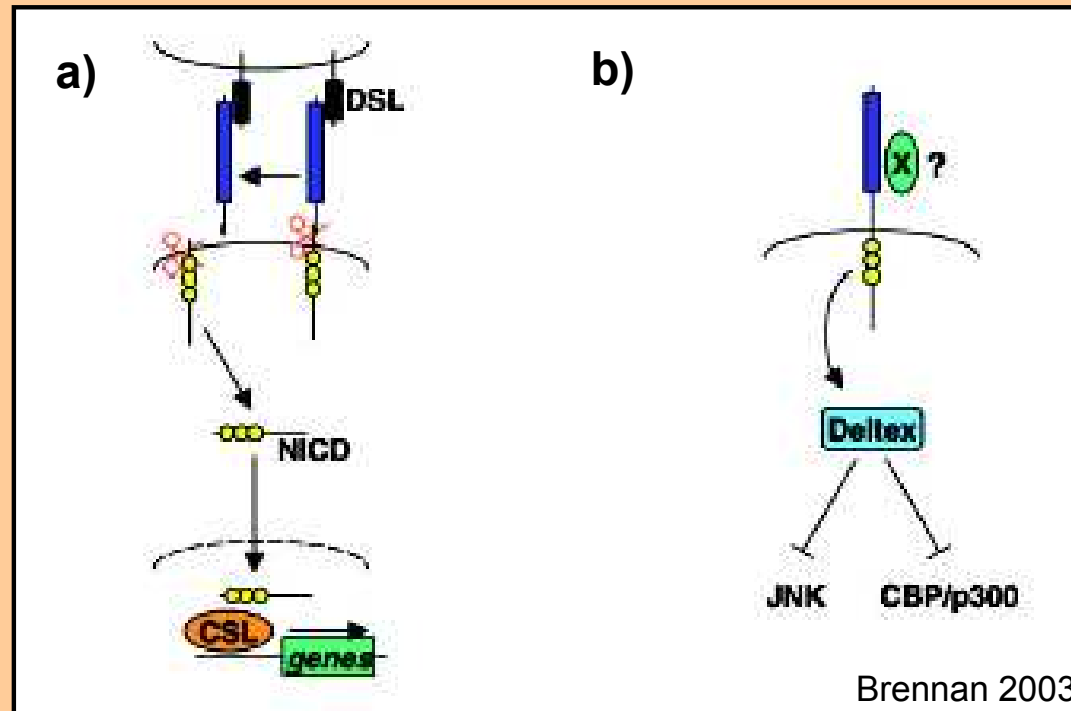 a)
DSL
NICD
CSL
genes
b)
X ?
Deltex
JNK CBP/p300
Brennan 2003